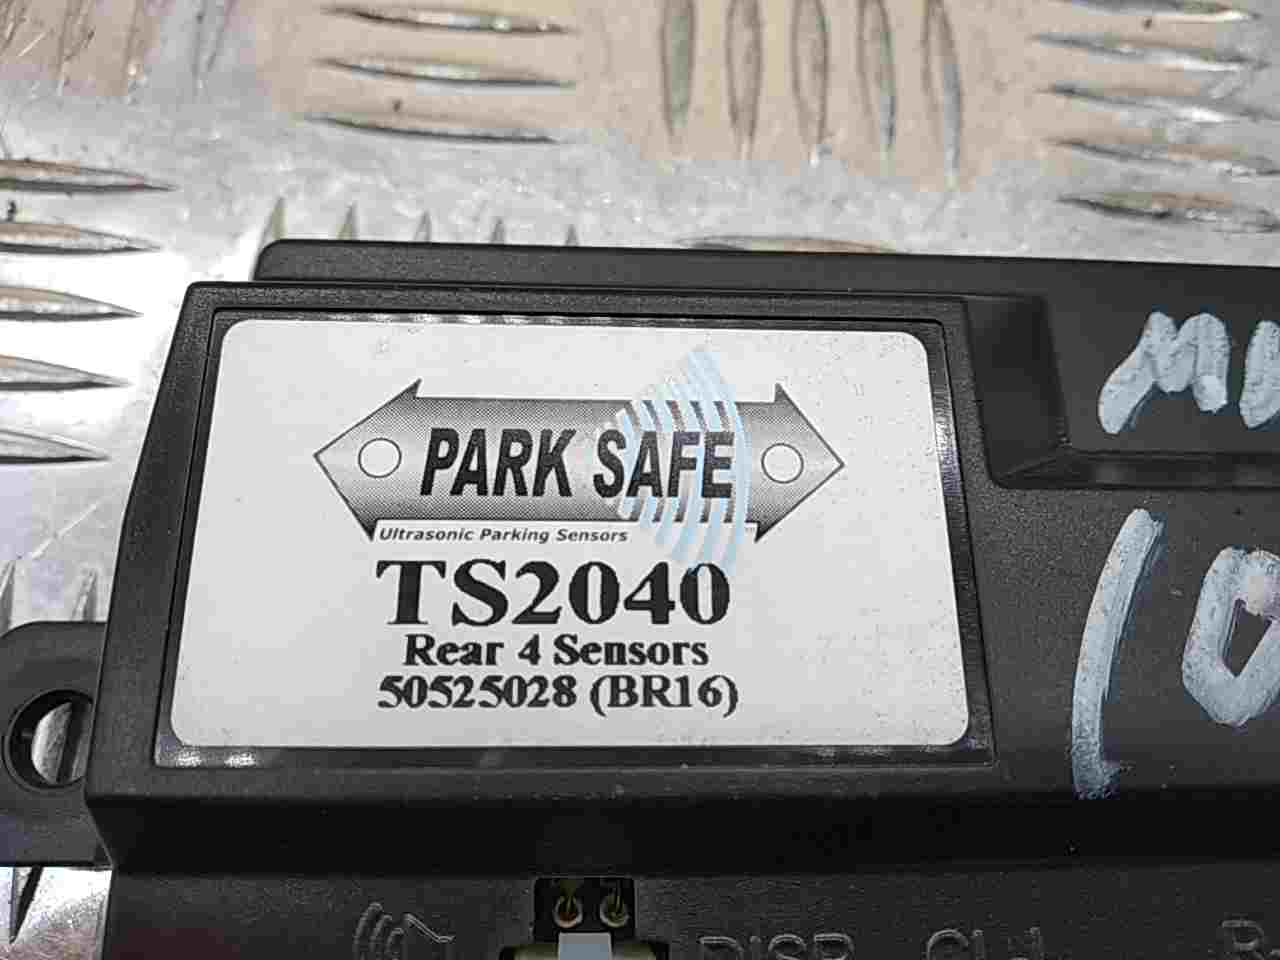 PARK SAFE
Ultrasonic Parking Sensors
TS2040
Rear 4 Sensors
50525028 (BR16)